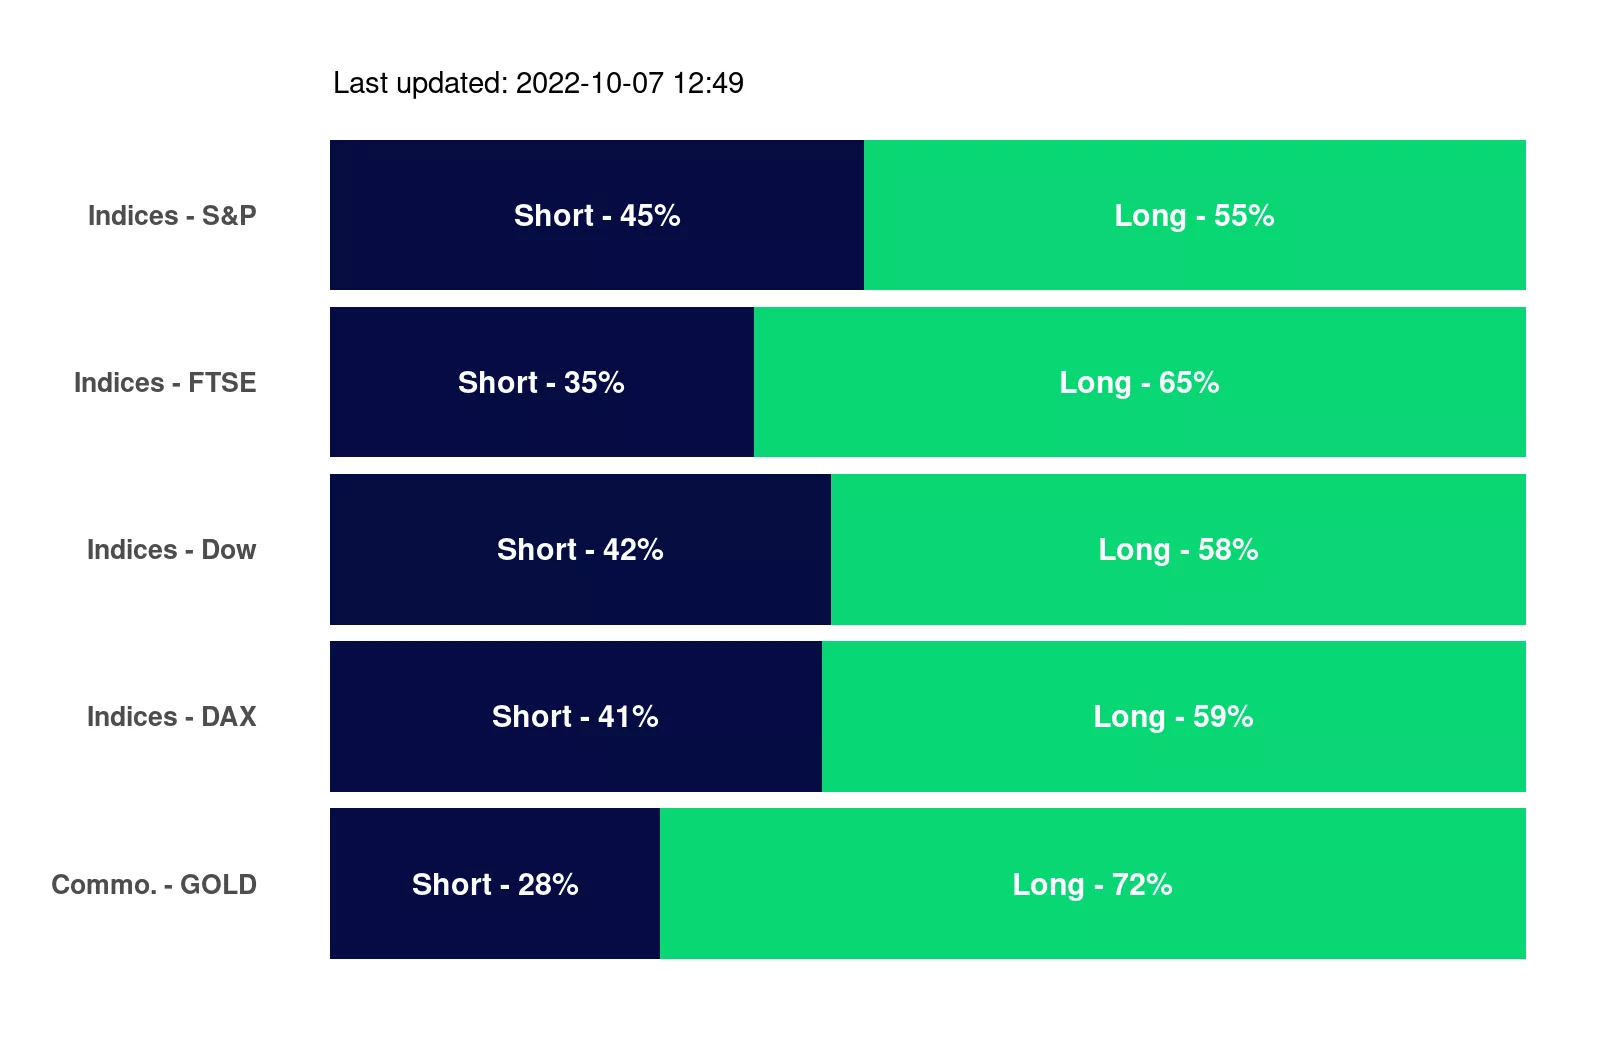 Last updated: 2022-10-07 12:49
Indices - S&P Short - 45% Long - 55%
Indices - FTSE Short - 35% Long - 65%
Indices - Dow Short - 42% Long - 58%
Indices - DAX Short - 41% Long - 59%
Commo. - GOLD Short - 28% Long - 72%